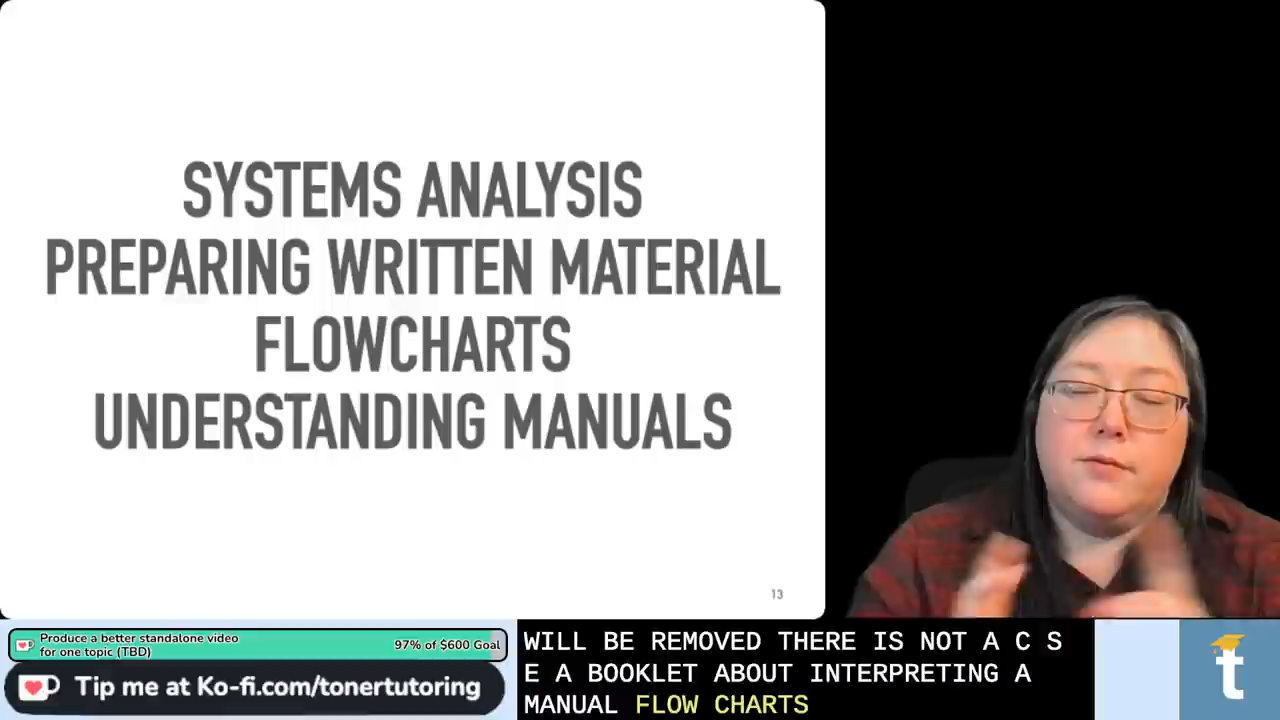 SYSTEMS ANALYSIS
PREPARING WRITTEN MATERIAL
FLOWCHARTS
UNDERSTANDING MANUALS
13
Produce a better standalone video
for one topic (TBD)
97% of $600 Goal
Tip me at Ko-fi.com/tonertutoring
WILL BE REMOVED THERE IS NOT A C S
E A BOOKLET ABOUT INTERPRETING A
MANUAL FLOW CHARTS
t